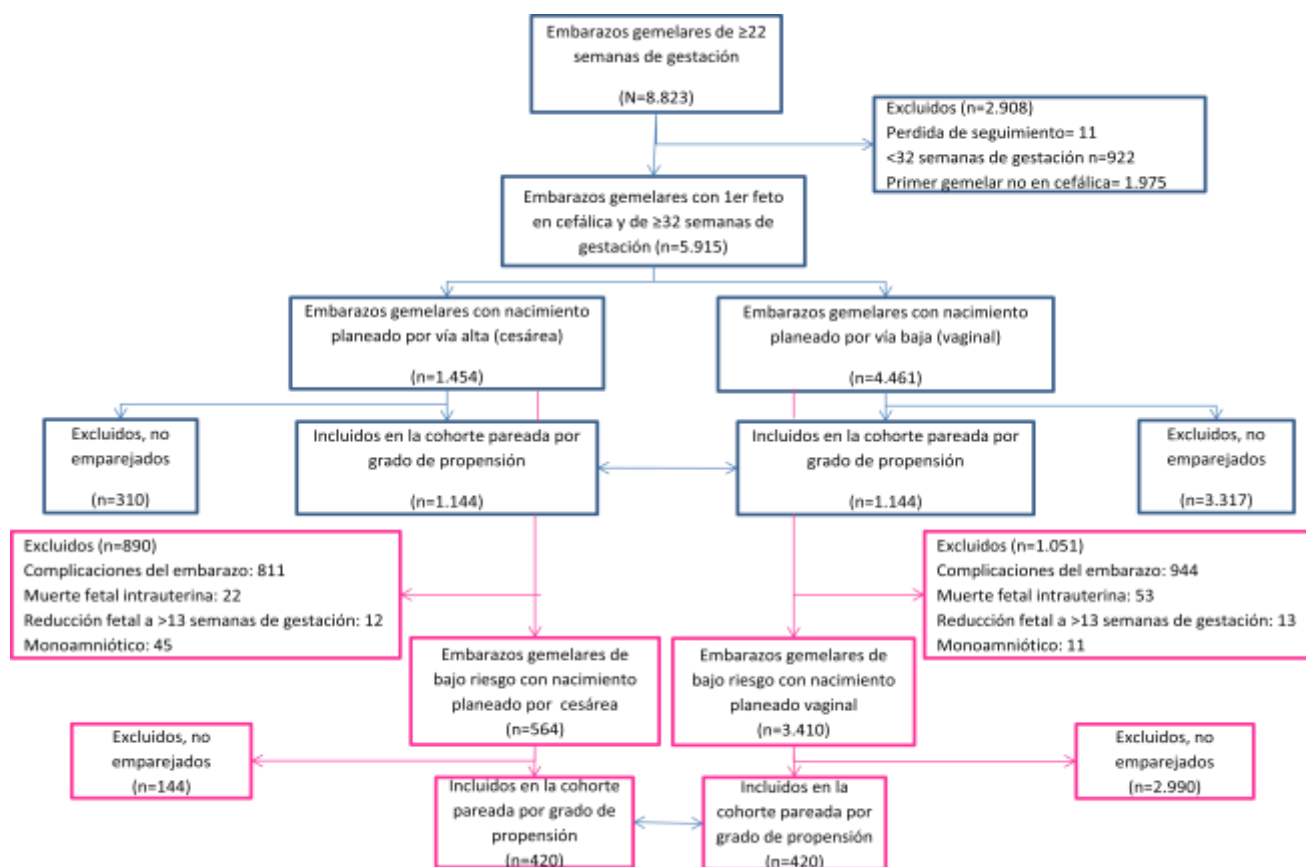 Embarazos gemelares de ≥22
semanas de gestación
(N=8.823)
Excluidos (n=2.908)
Perdida de seguimiento= 11
<32 semanas de gestación n=922
Primer gemelar no en cefálica= 1.975
Embarazos gemelares con 1er feto
en cefálica y de ≥32 semanas de
gestación (n=5.915)
Embarazos gemelares con nacimiento
planeado por vía alta (cesárea)
(n=1.454)
Embarazos gemelares con nacimiento
planeado por vía baja (vaginal)
(n=4.461)
Excluidos, no
emparejados
(n=310)
Incluidos en la cohorte pareada por
grado de propensión
(n=1.144)
Incluidos en la cohorte pareada por
grado de propensión
(n=1.144)
Excluidos, no
emparejados
(n=3.317)
Excluidos (n=890)
Complicaciones del embarazo: 811
Muerte fetal intrauterina: 22
Reducción fetal a >13 semanas de gestación: 12
Monoamniótico: 45
Excluidos (n=1.051)
Complicaciones del embarazo: 944
Muerte fetal intrauterina: 53
Reducción fetal a >13 semanas de gestación: 13
Monoamniótico: 11
Embarazos gemelares de
bajo riesgo con nacimiento
planeado por cesárea
(n=564)
Embarazos gemelares de
bajo riesgo con nacimiento
planeado vaginal
(n=3.410)
Excluidos, no
emparejados
(n=144)
Excluidos, no
emparejados
(n=2.990)
Incluidos en la cohorte
pareada por grado de
propensión
(n=420)
Incluidos en la
cohorte pareada por
grado de propensión
(n=420)